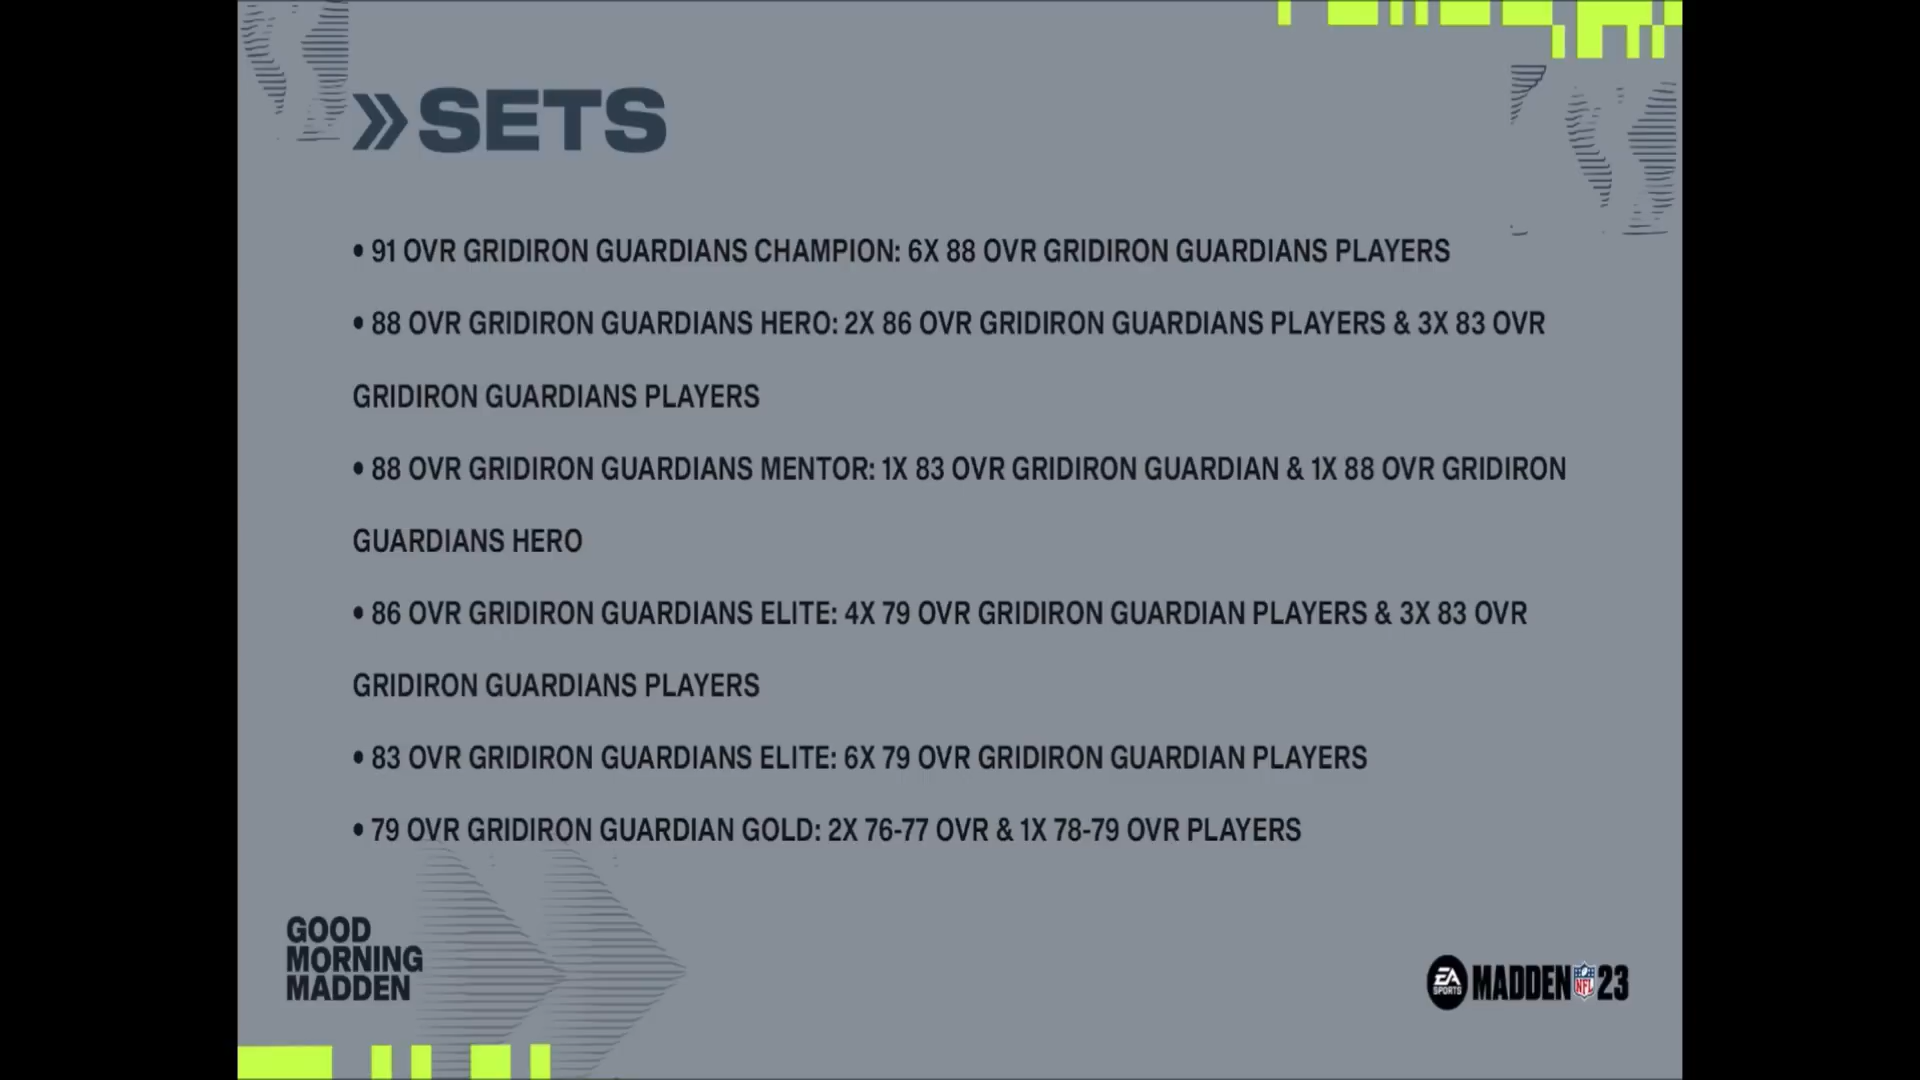 SETS
• 91 OVR GRIDIRON GUARDIANS CHAMPION: 6X 88 OVR GRIDIRON GUARDIANS PLAYERS
• 88 OVR GRIDIRON GUARDIANS HERO: 2X 86 OVR GRIDIRON GUARDIANS PLAYERS & 3X 83 OVR
GRIDIRON GUARDIANS PLAYERS
• 88 OVR GRIDIRON GUARDIANS MENTOR: 1X 83 OVR GRIDIRON GUARDIAN & 1X 88 OVR GRIDIRON
GUARDIANS HERO
• 86 OVR GRIDIRON GUARDIANS ELITE: 4X 79 OVR GRIDIRON GUARDIAN PLAYERS & 3X 83 OVR
GRIDIRON GUARDIANS PLAYERS
• 83 OVR GRIDIRON GUARDIANS ELITE: 6X 79 OVR GRIDIRON GUARDIAN PLAYERS
• 79 OVR GRIDIRON GUARDIAN GOLD: 2X 76-77 OVR & 1X 78-79 OVR PLAYERS
GOOD
MORNING
MADDEN
EA
SPORTS
MADDEN NFL 23